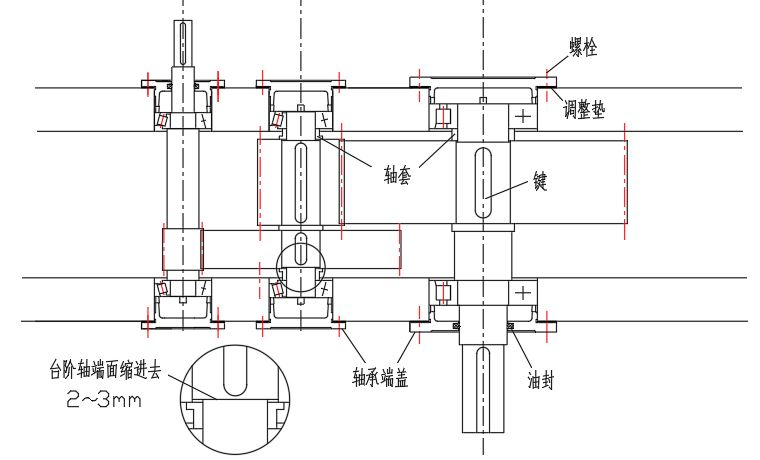 螺栓
调整垫
轴套
键
台阶轴端面缩进去
2~3mm
轴承端盖
油封